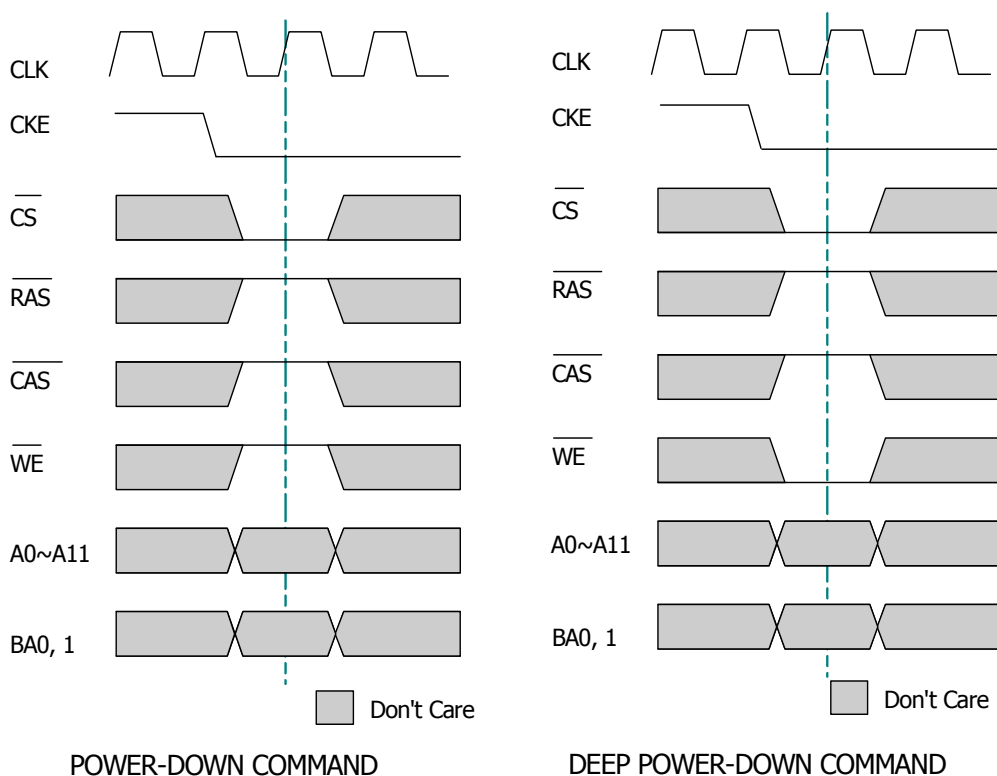 CLK
CKE
CS
RAS
CAS
WE
A0~A11
BA0, 1
Don't Care
POWER-DOWN COMMAND
CLK
CKE
CS
RAS
CAS
WE
A0~A11
BA0, 1
Don't Care
DEEP POWER-DOWN COMMAND